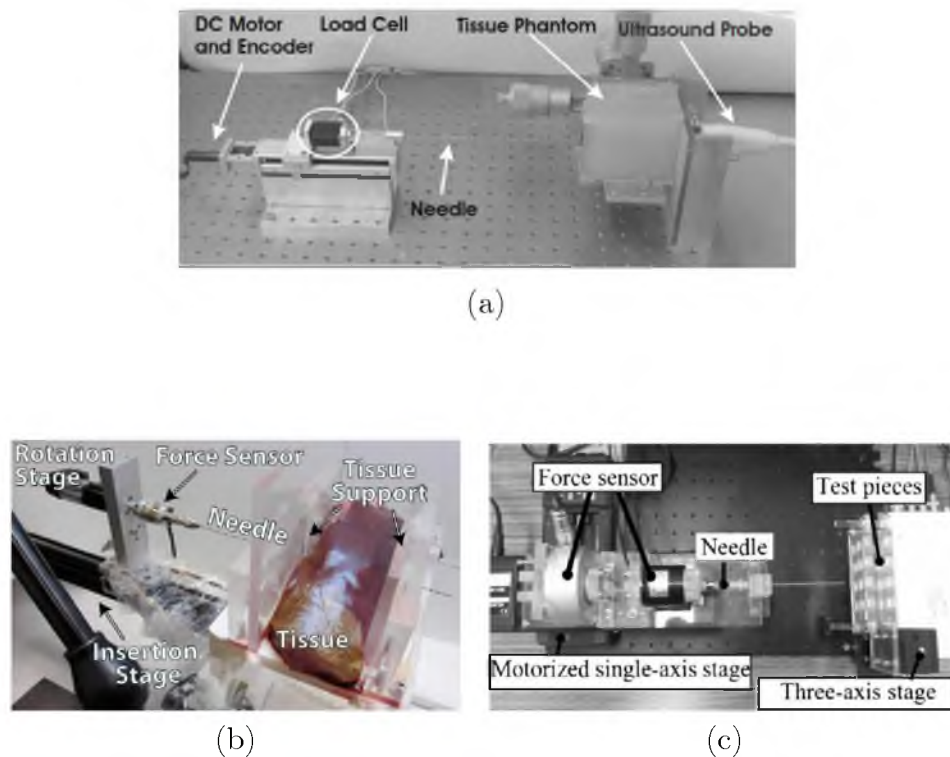 DC Motor
and Encoder
Load Cell
Tissue Phantom
Ultrasound Probe
Needle
(a)
Rotation
Stage
Force Sensor
Needle
Tissue
Support
Tissue
Insertion
Stage
(b)
Force sensor
Needle
Test pieces
Motorized single-axis stage
Three-axis stage
(c)